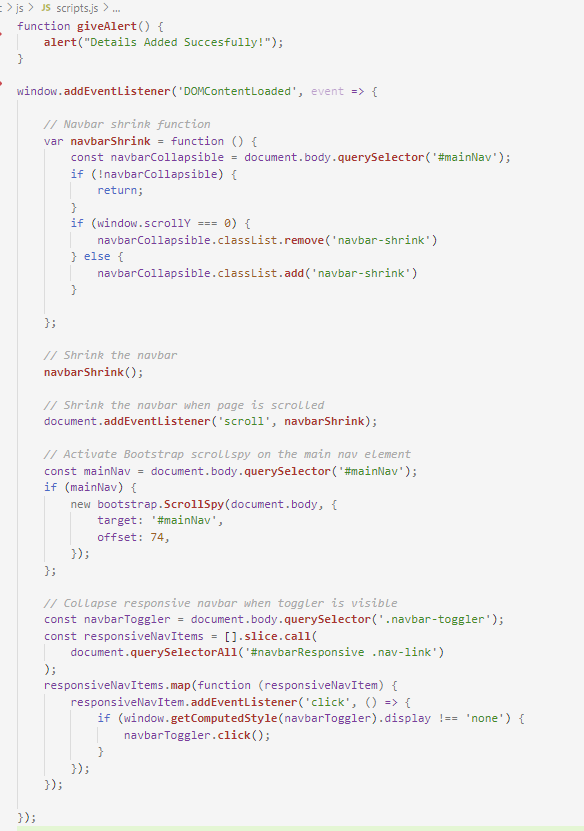 js > JS scripts.js > ...
function giveAlert() {
    alert("Details Added Succesfully!");
}

window.addEventListener('DOMContentLoaded', event => {

    // Navbar shrink function
    var navbarShrink = function () {
        const navbarCollapsible = document.body.querySelector('#mainNav');
        if (!navbarCollapsible) {
            return;
        }
        if (window.scrollY === 0) {
            navbarCollapsible.classList.remove('navbar-shrink')
        } else {
            navbarCollapsible.classList.add('navbar-shrink')
        }

    };

    // Shrink the navbar
    navbarShrink();

    // Shrink the navbar when page is scrolled
    document.addEventListener('scroll', navbarShrink);

    // Activate Bootstrap scrollspy on the main nav element
    const mainNav = document.body.querySelector('#mainNav');
    if (mainNav) {
        new bootstrap.ScrollSpy(document.body, {
            target: '#mainNav',
            offset: 74,
        });
    };

    // Collapse responsive navbar when toggler is visible
    const navbarToggler = document.body.querySelector('.navbar-toggler');
    const responsiveNavItems = [].slice.call(
        document.querySelectorAll('#navbarResponsive .nav-link')
    );
    responsiveNavItems.map(function (responsiveNavItem) {
        responsiveNavItem.addEventListener('click', () => {
            if (window.getComputedStyle(navbarToggler).display !== 'none') {
                navbarToggler.click();
            }
        });
    });

});